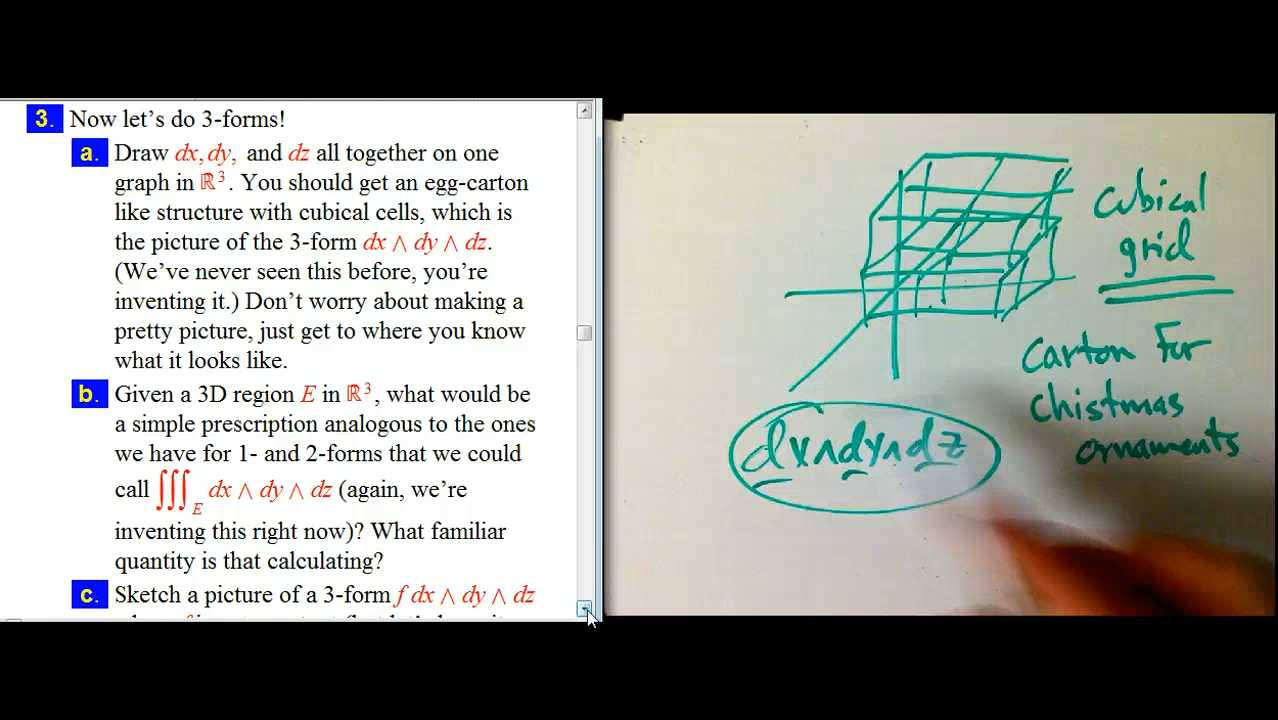 3. Now let's do 3-forms!
a. Draw dx, dy, and dz all together on one
graph in ℝ³. You should get an egg-carton
like structure with cubical cells, which is
the picture of the 3-form dx ∧ dy ∧ dz.
(We've never seen this before, you're
inventing it.) Don't worry about making a
pretty picture, just get to where you know
what it looks like.
b. Given a 3D region E in ℝ³, what would be
a simple prescription analogous to the ones
we have for 1- and 2-forms that we could
call ∭_E dx ∧ dy ∧ dz (again, we're
inventing this right now)? What familiar
quantity is that calculating?
c. Sketch a picture of a 3-form f dx ∧ dy ∧ dz
cubical
grid
Carton For
chistmas
ornaments
dx∧dy∧dz